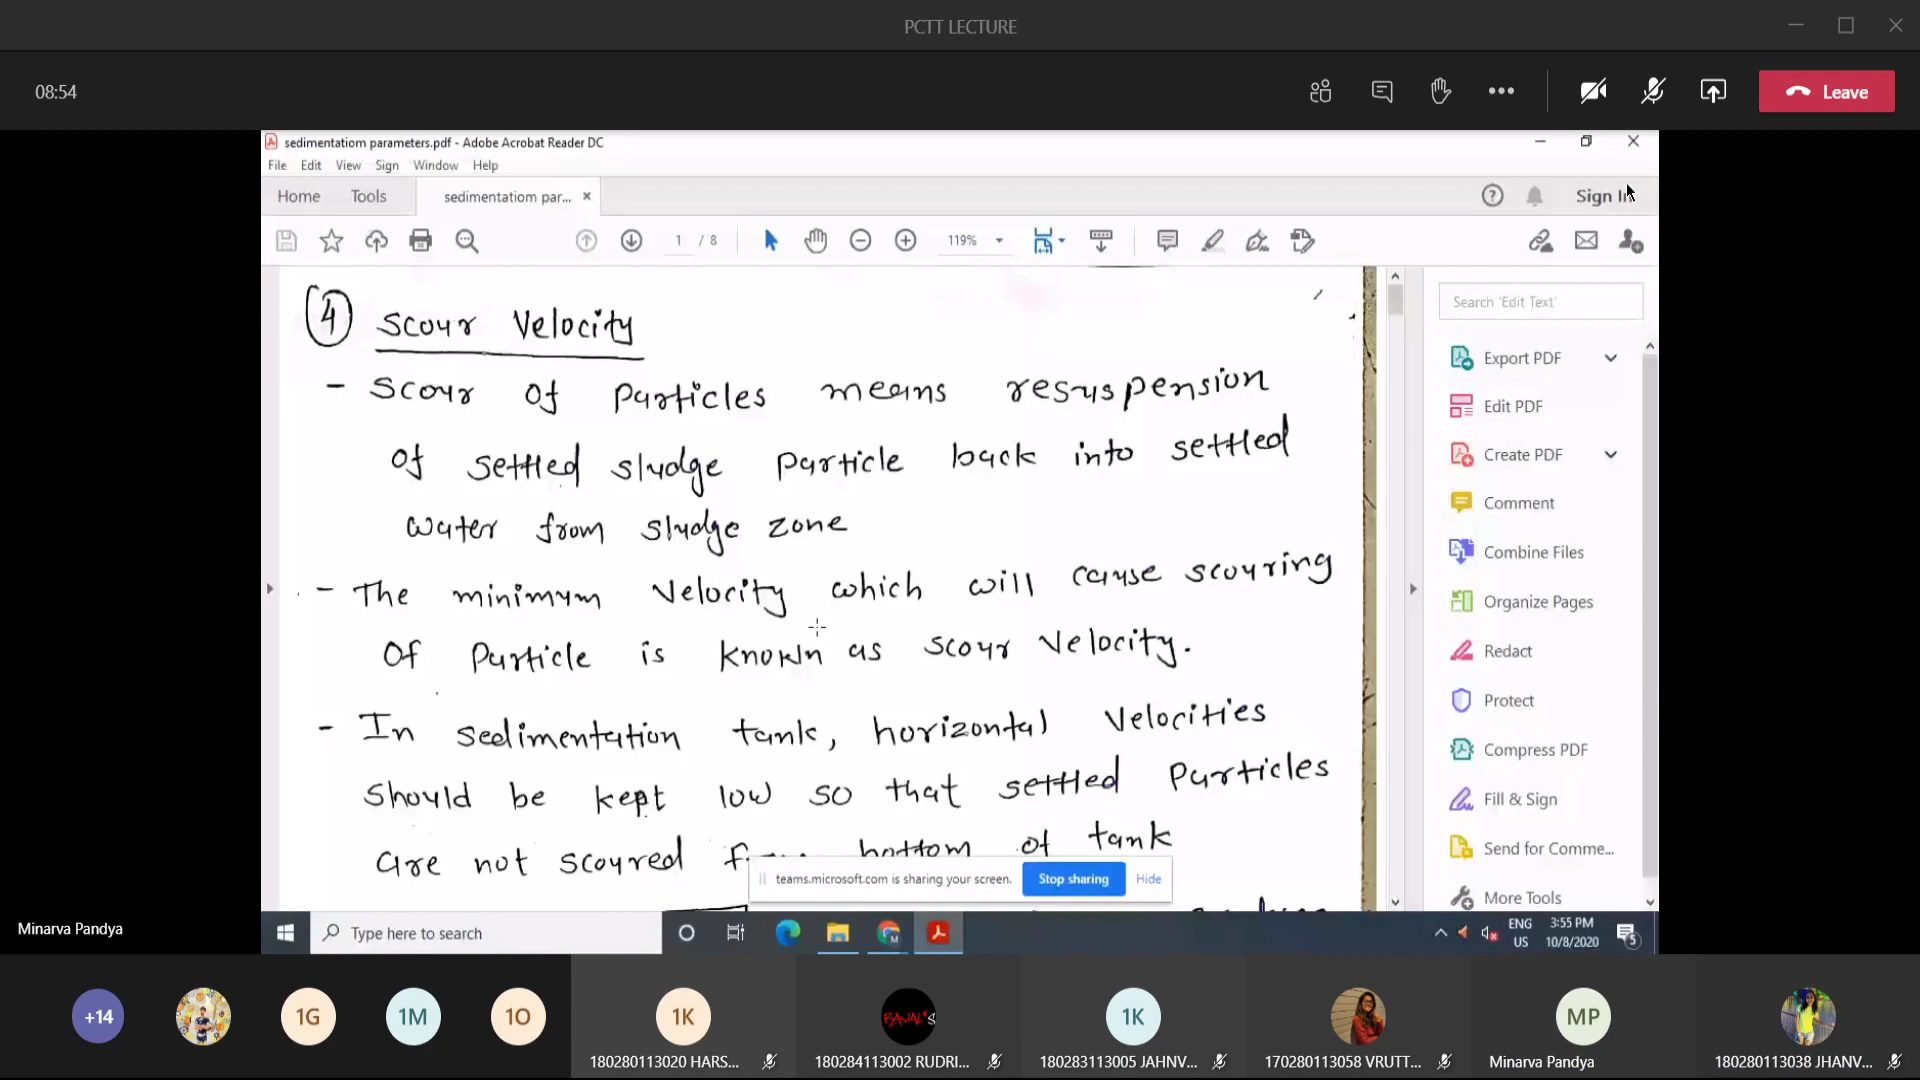 PCTT LECTURE
08:54
Leave
sedimentatiom parameters.pdf - Adobe Acrobat Reader DC
File Edit View Sign Window Help
Home Tools sedimentatiom par... Sign In
1 / 8 119%
Search 'Edit Text'
Export PDF
Edit PDF
Create PDF
Comment
Combine Files
Organize Pages
Redact
Protect
Compress PDF
Fill & Sign
Send for Comme...
More Tools
4 Scour Velocity
- Scour of Particles means resuspension
of settled sludge particle back into settled
water from sludge zone
- The minimum velocity which will cause scouring
of Particle is known as scour velocity.
- In sedimentation tank, horizontal velocities
should be kept low so that settled Particles
are not scoured from bottom of tank
teams.microsoft.com is sharing your screen. Stop sharing Hide
Type here to search
ENG
US
3:55 PM
10/8/2020
5
Minarva Pandya
+14 1G 1M 1O 1K BAVAL'S 1K MP
180280113020 HARS... 180284113002 RUDRI... 180283113005 JAHNV... 170280113058 VRUTT... Minarva Pandya 180280113038 JHANV...